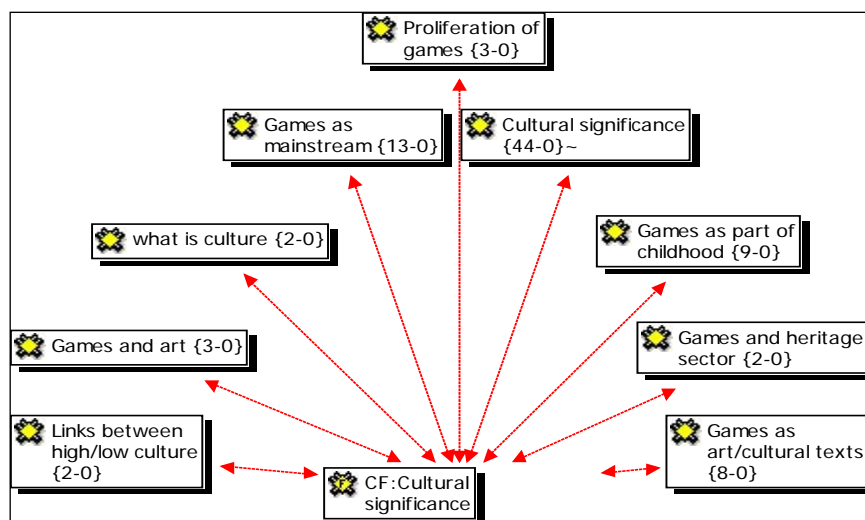 Proliferation of
games {3-0}
Games as
mainstream {13-0}
Cultural significance
{44-0}~
what is culture {2-0}
Games as part of
childhood {9-0}
Games and art {3-0}
Games and heritage
sector {2-0}
Links between
high/low culture
{2-0}
Games as
art/cultural texts
{8-0}
F
CF:Cultural
significance